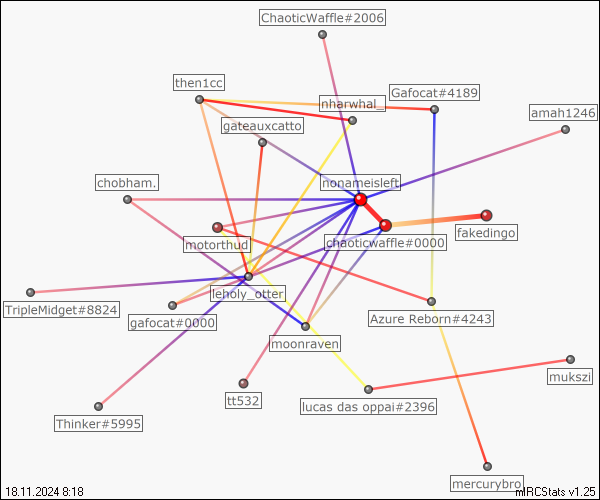 ChaoticWaffle#2006
then1cc
Gafocat#4189
nharwhal_
amah1246
gateauxcatto
chobham.
nonameisleft
fakedingo
chaoticwaffle#0000
motorthud
leholy_otter
TripleMidget#8824
gafocat#0000
Azure Reborn#4243
moonraven
mukszi
tt532
lucas das oppai#2396
Thinker#5995
mercurybro
18.11.2024 8:18
mIRCStats v1.25